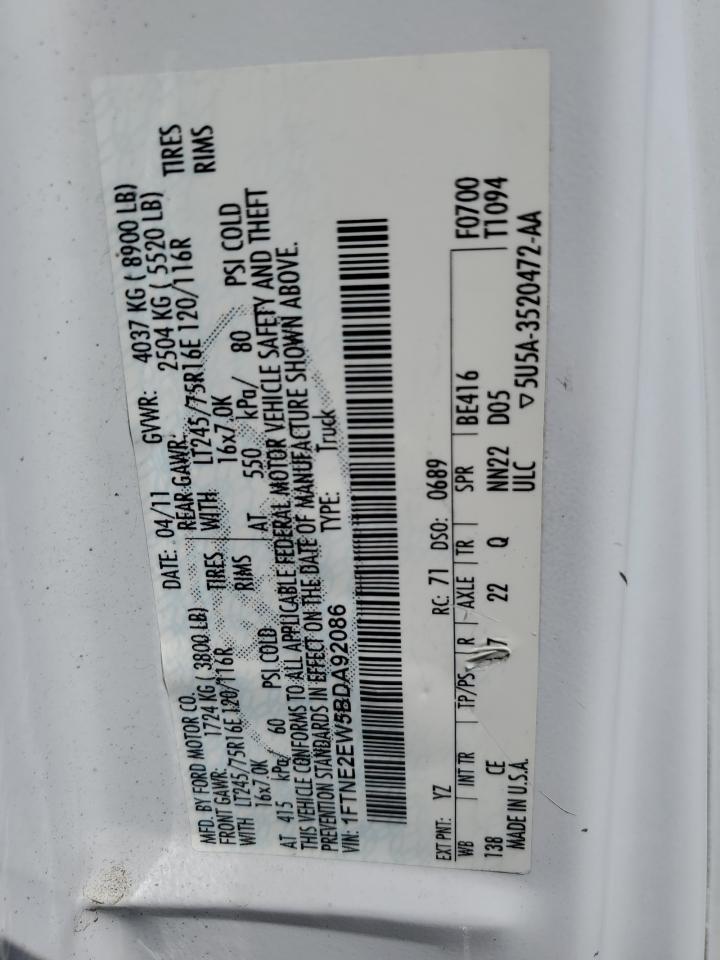 MFD. BY FORD MOTOR CO.
DATE: 04/11 GVWR: 4037 KG ( 8900 LB)
FRONT GAWR: 1724 KG ( 3800 LB) REAR GAWR: 2504 KG ( 5520 LB)
WITH LT245/75R16E 120/116R TIRES WITH LT245/75R16E 120/116R TIRES
16x7.0K RIMS 16x7.0K RIMS
AT 415 kPa/ 60 PSI COLD AT 550 kPa/ 80 PSI COLD
THIS VEHICLE CONFORMS TO ALL APPLICABLE FEDERAL MOTOR VEHICLE SAFETY AND THEFT
PREVENTION STANDARDS IN EFFECT ON THE DATE OF MANUFACTURE SHOWN ABOVE.
VIN: 1FTNE2EW5BDA92086 TYPE: Truck
EXT PNT: YZ RC: 71 DSO: 0689 F0700
WB INT TR TP/PS R AXLE TR SPR BE416 T1094
138 CE 7 22 Q NN22 D05
MADE IN U.S.A. ULC ▽5U5A-3520472-AA